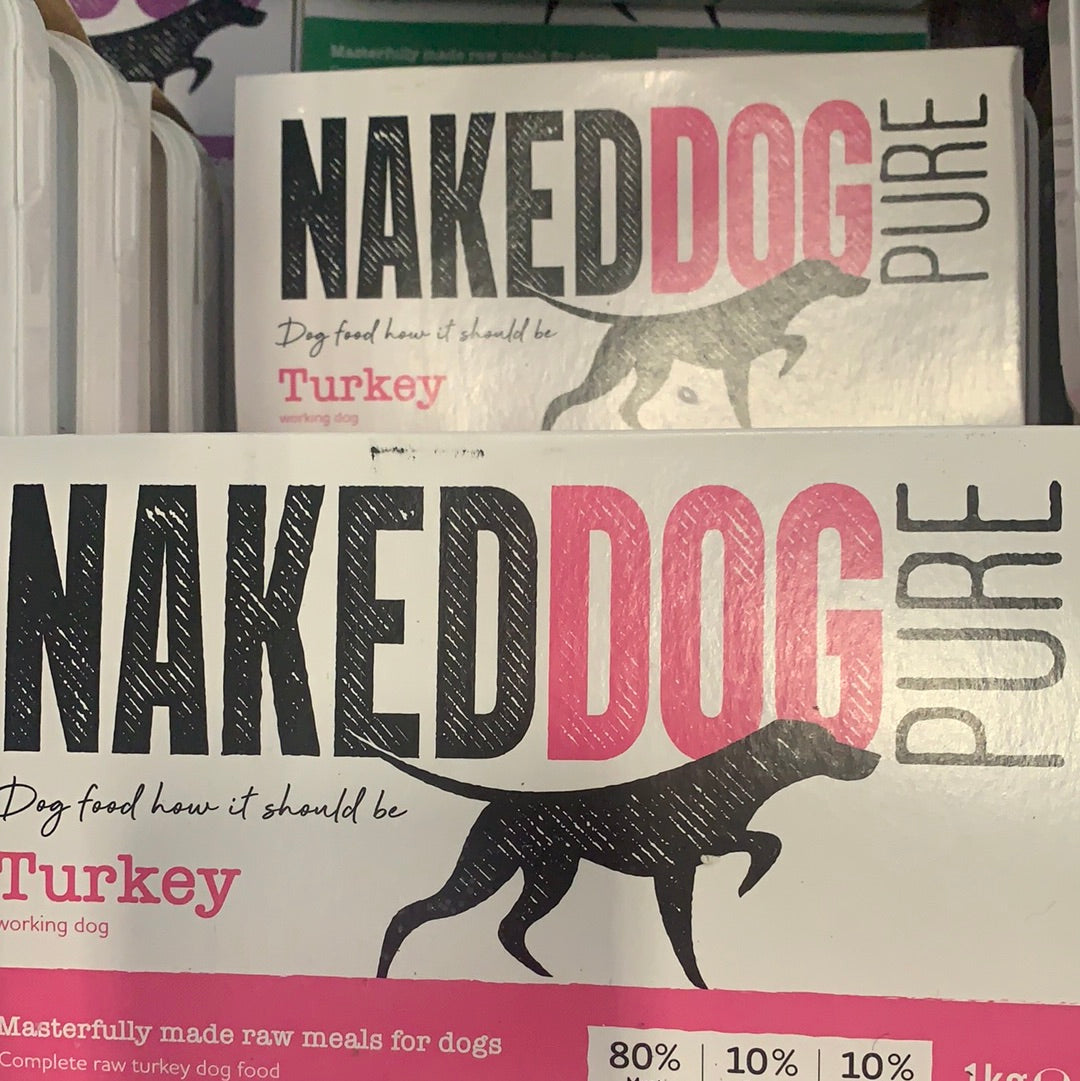 Masterfully made raw meals for dogs
NAKEDDOG PURE
Dog food how it should be
Turkey
working dog
NAKEDDOG PURE
Dog food how it should be
Turkey
working dog
Masterfully made raw meals for dogs
Complete raw turkey dog food
80% 10% 10%
1kg